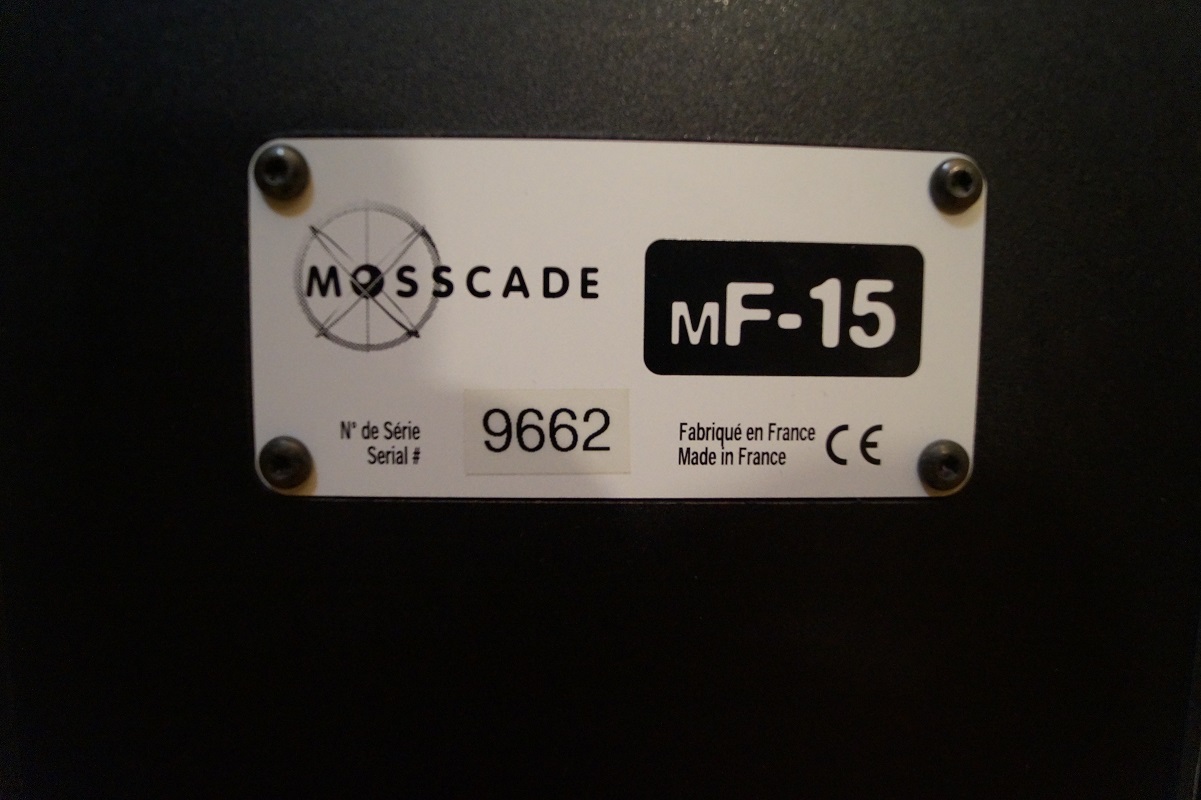 MOSSCADE
MF-15
N° de Série
Serial #
9662
Fabriqué en France
Made in France
CE